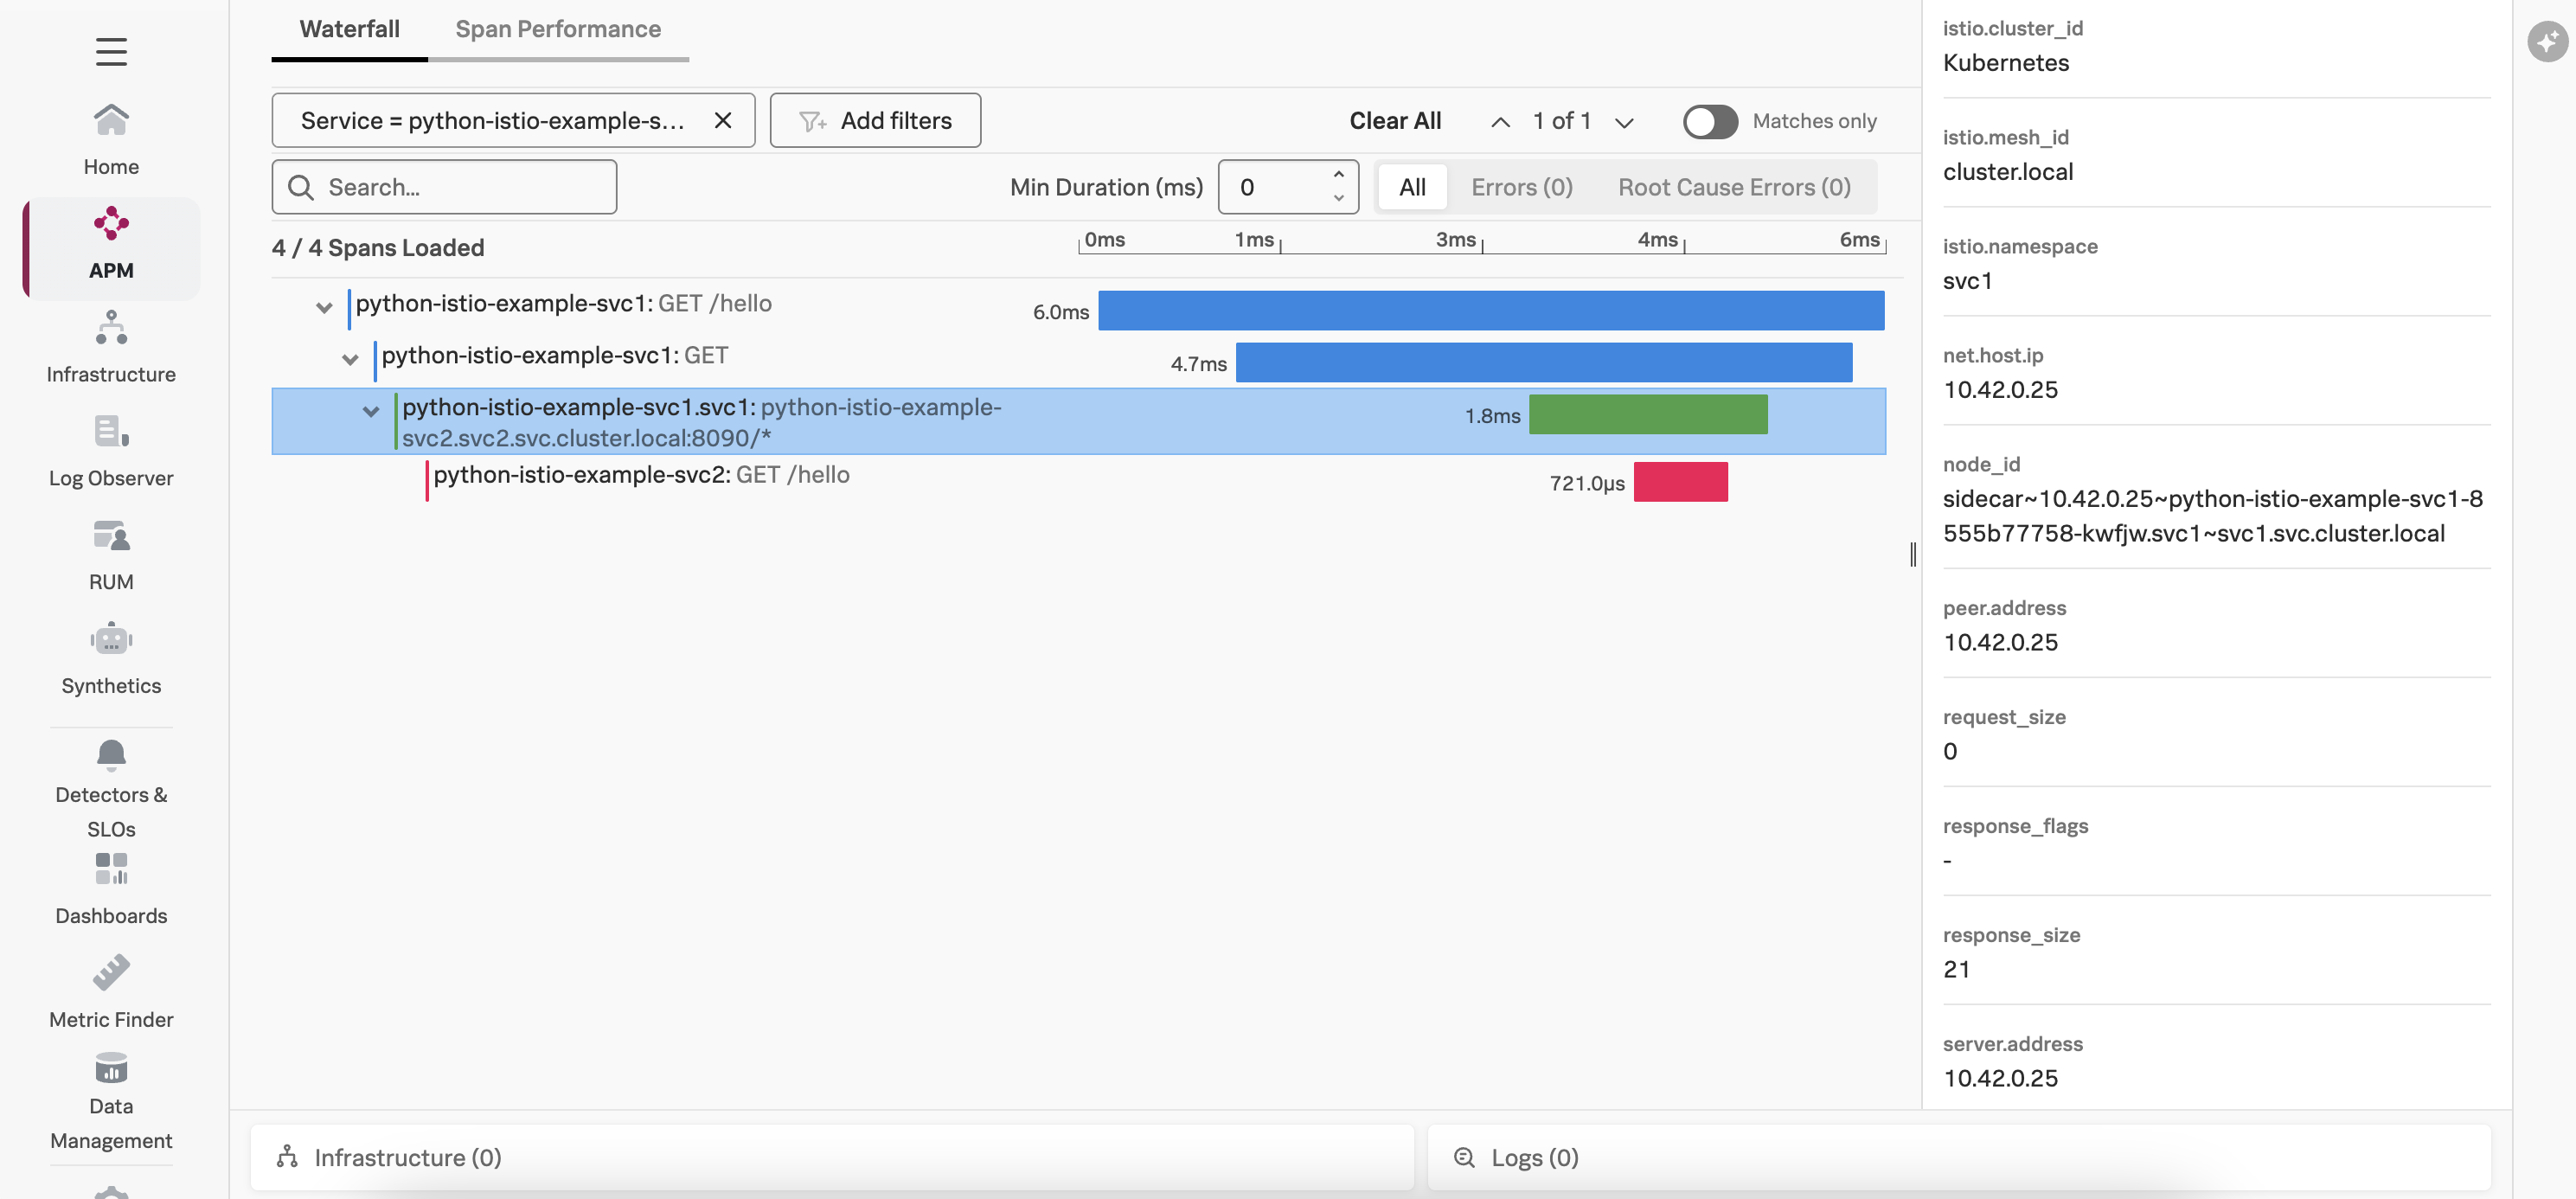 Home
APM
Infrastructure
Log Observer
RUM
Synthetics
Detectors &
SLOs
Dashboards
Metric Finder
Data
Management
Waterfall
Span Performance
Service = python-istio-example-s...
Add filters
Clear All
1 of 1
Matches only
Search...
Min Duration (ms)
0
All
Errors (0)
Root Cause Errors (0)
4 / 4 Spans Loaded
0ms
1ms
3ms
4ms
6ms
python-istio-example-svc1: GET /hello
6.0ms
python-istio-example-svc1: GET
4.7ms
python-istio-example-svc1.svc1: python-istio-example-
svc2.svc2.svc.cluster.local:8090/*
1.8ms
python-istio-example-svc2: GET /hello
721.0μs
Infrastructure (0)
Logs (0)
istio.cluster_id
Kubernetes
istio.mesh_id
cluster.local
istio.namespace
svc1
net.host.ip
10.42.0.25
node_id
sidecar~10.42.0.25~python-istio-example-svc1-8
555b77758-kwfjw.svc1~svc1.svc.cluster.local
peer.address
10.42.0.25
request_size
0
response_flags
-
response_size
21
server.address
10.42.0.25